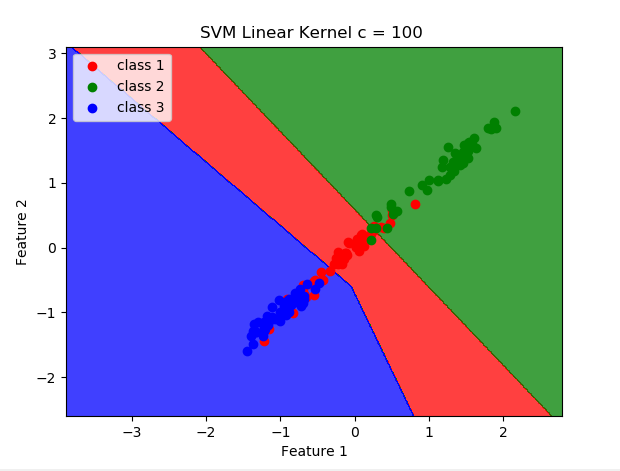 SVM Linear Kernel c = 100
class 1
class 2
class 3
3
2
1
0
−1
−2
Feature 2
−3
−2
−1
0
1
2
Feature 1